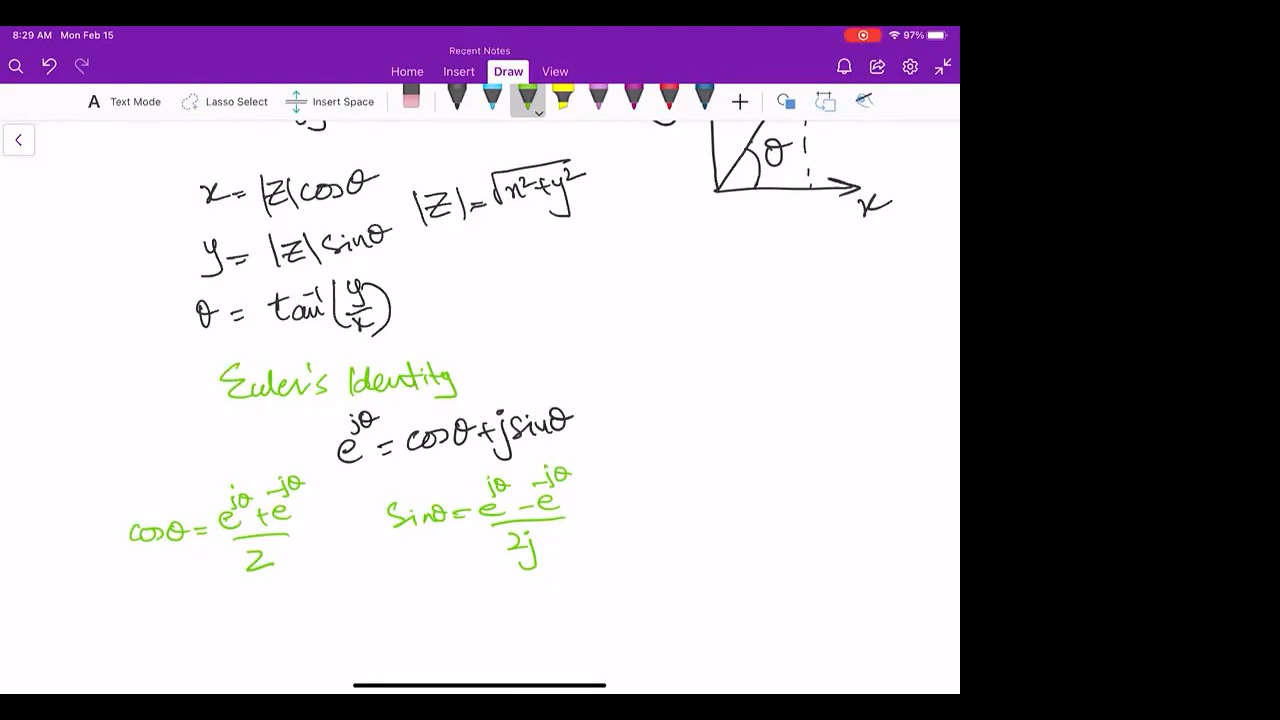 8:29 AM Mon Feb 15
97%
Recent Notes
Home Insert Draw View
A Text Mode Lasso Select Insert Space
y y
θ
x
x = |Z| cosθ |Z| = √x²+y²
y = |Z| sinθ
θ = tan⁻¹(y/x)
Euler's Identity
e^jθ = cosθ + j sinθ
cosθ = (e^jθ + e^-jθ)/2 sinθ = (e^jθ - e^-jθ)/2j